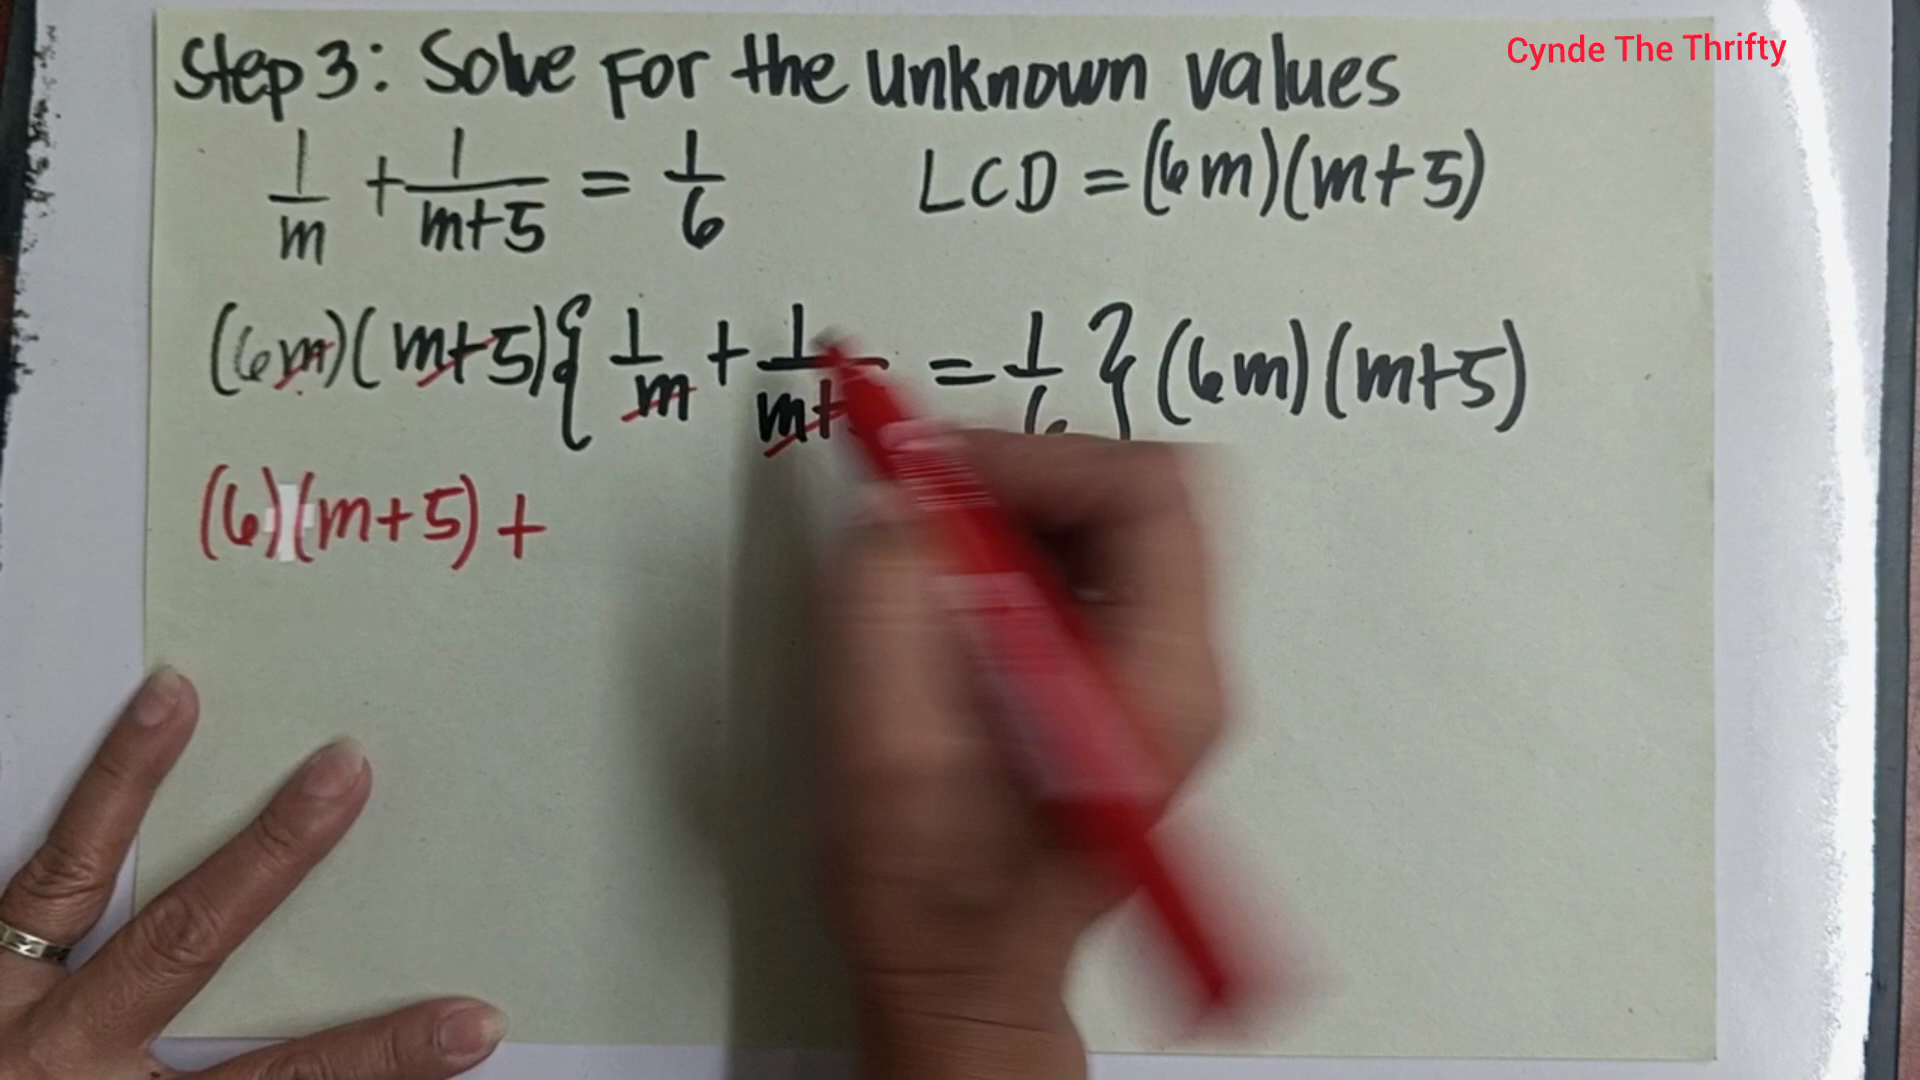 Cynde The Thrifty
Step 3: Solve For the unknown values
1/m + 1/(m+5) = 1/6
LCD = (6m)(m+5)
(6m)(m+5){1/m + 1/m+ = 1/6}(6m)(m+5)
(6)(m+5) +